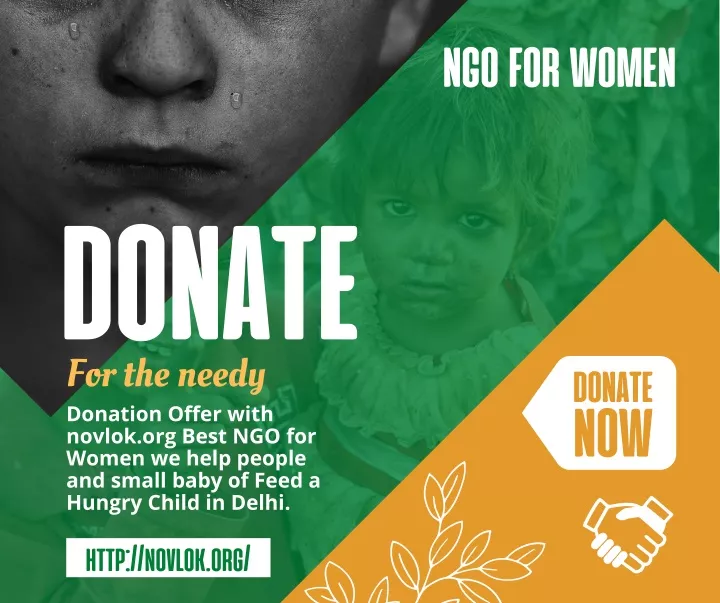 NGO FOR WOMEN
DONATE
For the needy
Donation Offer with
novlok.org Best NGO for
Women we help people
and small baby of Feed a
Hungry Child in Delhi.
HTTP://NOVLOK.ORG/
DONATE
NOW